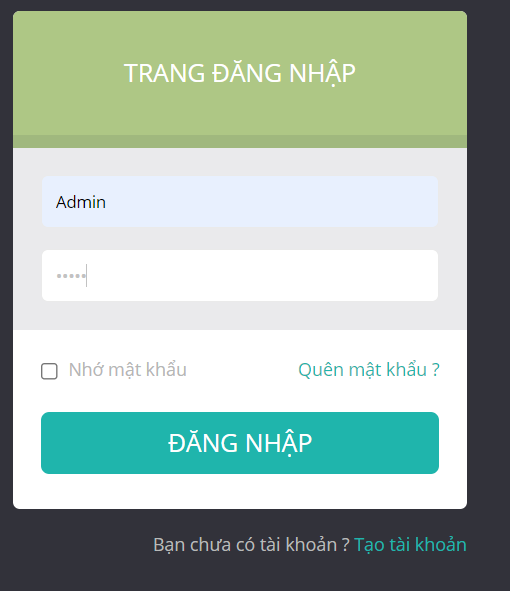 TRANG ĐĂNG NHẬP
Admin
•••••
Nhớ mật khẩu
Quên mật khẩu ?
ĐĂNG NHẬP
Bạn chưa có tài khoản ? Tạo tài khoản